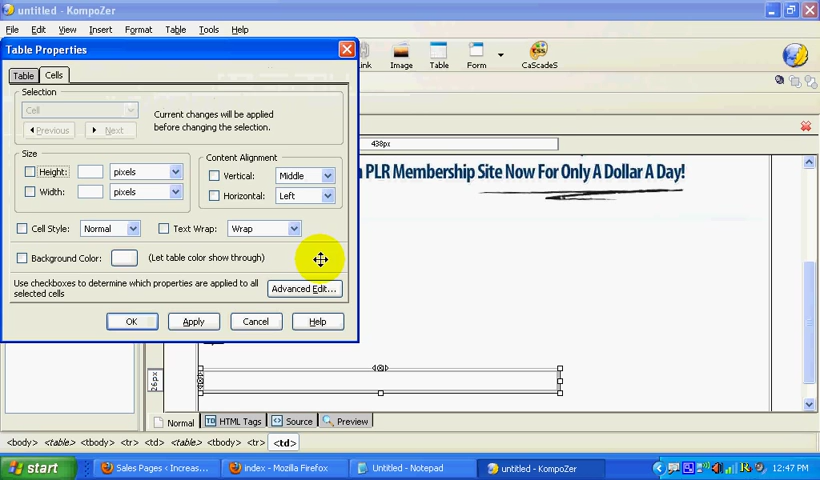 untitled - KompoZer
File Edit View Insert Format Table Tools Help
Table Properties
Image Table Form CaScadeS
Table Cells
Selection
Cell
Current changes will be applied
before changing the selection.
Previous Next
438px
Size
Content Alignment
Height: pixels
Vertical: Middle
Width: pixels
Horizontal: Left
PLR Membership Site Now For Only A Dollar A Day!
Cell Style: Normal Text Wrap: Wrap
Background Color: (Let table color show through)
Use checkboxes to determine which properties are applied to all
selected cells
Advanced Edit...
OK Apply Cancel Help
26px
Normal HTML Tags Source Preview
<body> <table> <tbody> <tr> <td> <table> <tbody> <tr> <td>
start Sales Pages ‹ Increas... index - Mozilla Firefox Untitled - Notepad untitled - KompoZer 12:47 PM